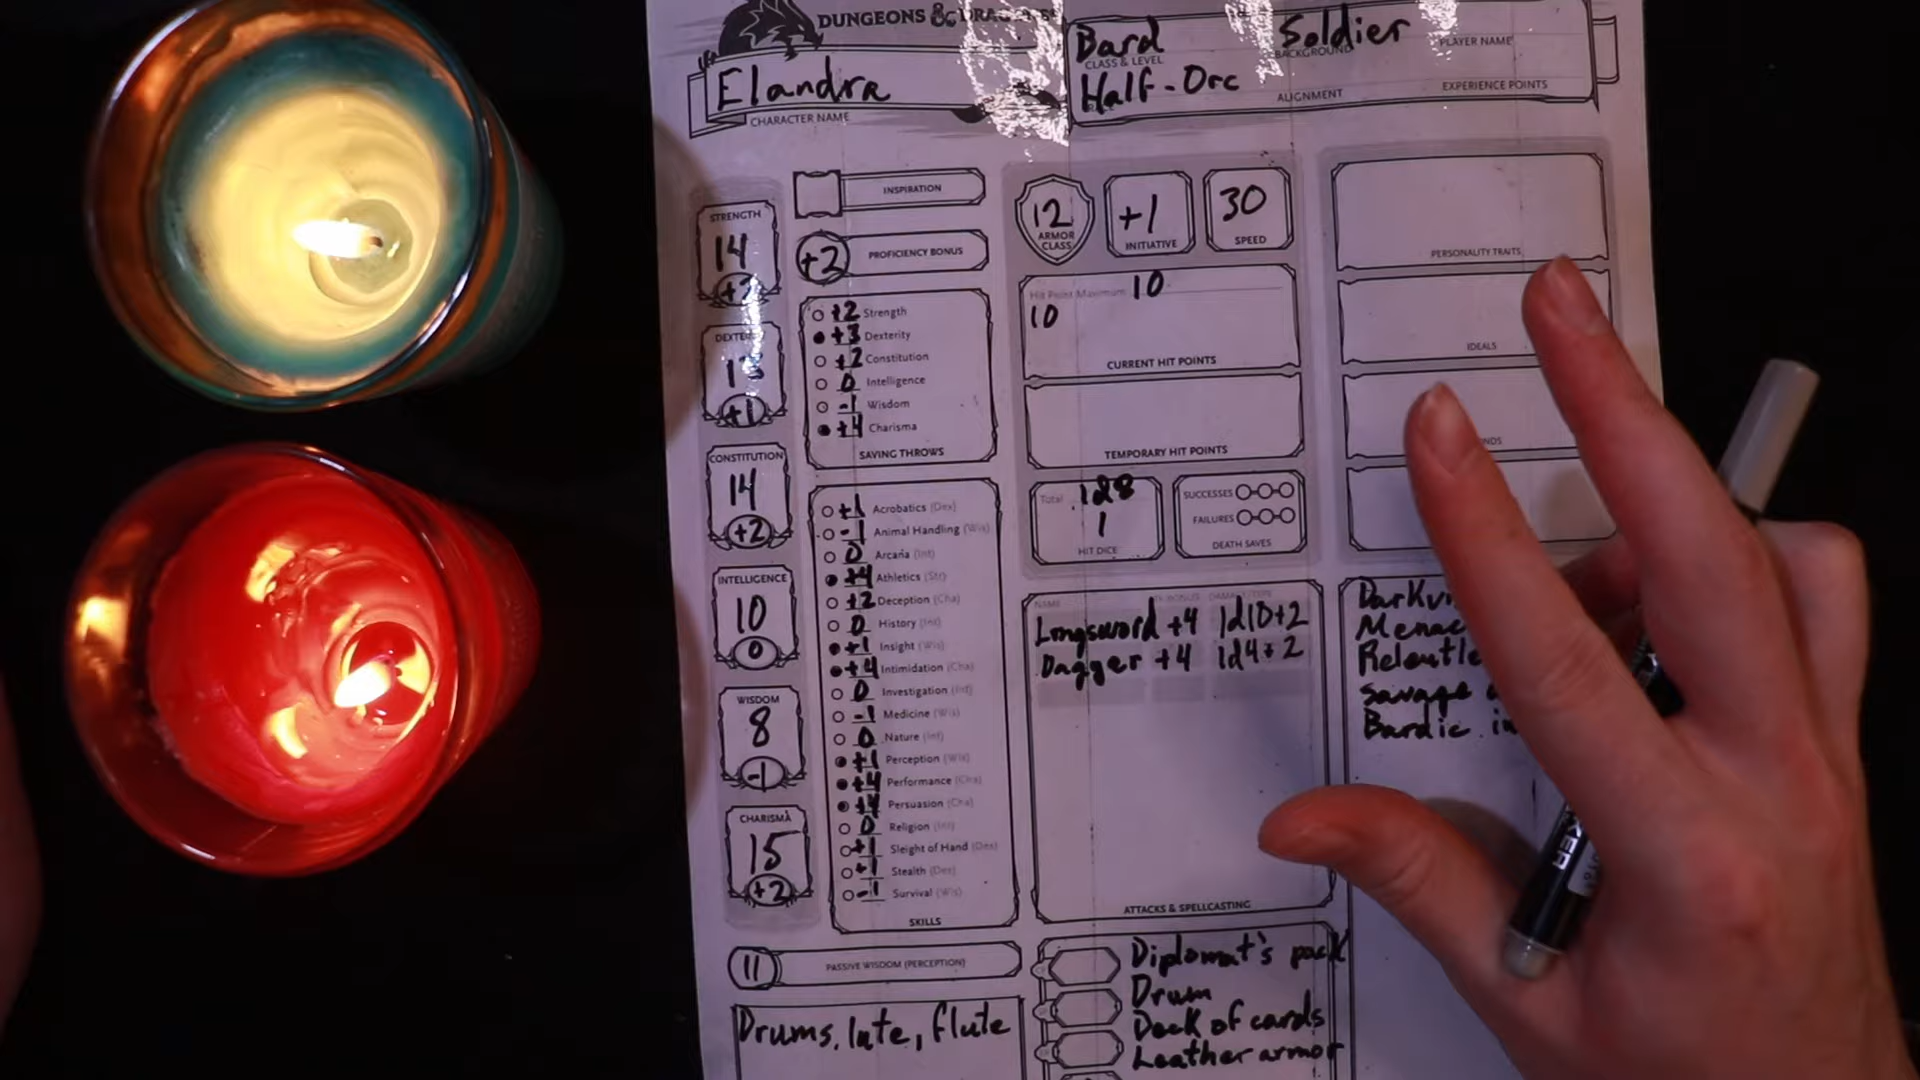 DUNGEONS & DRAGONS
Elandra
CHARACTER NAME
Bard
CLASS & LEVEL
Half-Orc
Soldier
BACKGROUND
PLAYER NAME
ALIGNMENT
EXPERIENCE POINTS
STRENGTH
14
+2
DEXTERITY
13
+1
CONSTITUTION
14
+2
INTELLIGENCE
10
0
WISDOM
8
-1
CHARISMA
15
+2
INSPIRATION
+2 PROFICIENCY BONUS
+2 Strength
+3 Dexterity
+2 Constitution
0 Intelligence
-1 Wisdom
+4 Charisma
SAVING THROWS
+1 Acrobatics (Dex)
-1 Animal Handling (Wis)
0 Arcana (Int)
+4 Athletics (Str)
+2 Deception (Cha)
0 History (Int)
+1 Insight (Wis)
+4 Intimidation (Cha)
0 Investigation (Int)
-1 Medicine (Wis)
0 Nature (Int)
+1 Perception (Wis)
+4 Performance (Cha)
+4 Persuasion (Cha)
0 Religion (Int)
+1 Sleight of Hand (Dex)
+1 Stealth (Dex)
-1 Survival (Wis)
SKILLS
11 PASSIVE WISDOM (PERCEPTION)
Drums, lute, flute
12
ARMOR CLASS
+1
INITIATIVE
30
SPEED
Hit Point Maximum 10
10
CURRENT HIT POINTS
TEMPORARY HIT POINTS
Total 1d8
1
HIT DICE
SUCCESSES
FAILURES
DEATH SAVES
NAME
Longsword +4 1d10+2
Dagger +4 1d4+2
ATTACKS & SPELLCASTING
Diplomat's pack
Drum
Deck of cards
Leather armor
PERSONALITY TRAITS
IDEALS
NDS
Darkvi
Menac
Relentle
Savage
Bardic in